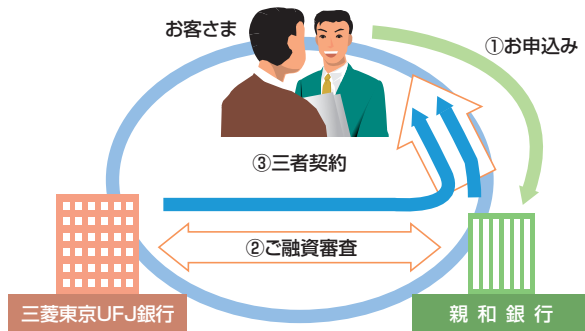 お客さま
①お申込み
③三者契約
②ご融資審査
三菱東京UFJ銀行
親和銀行